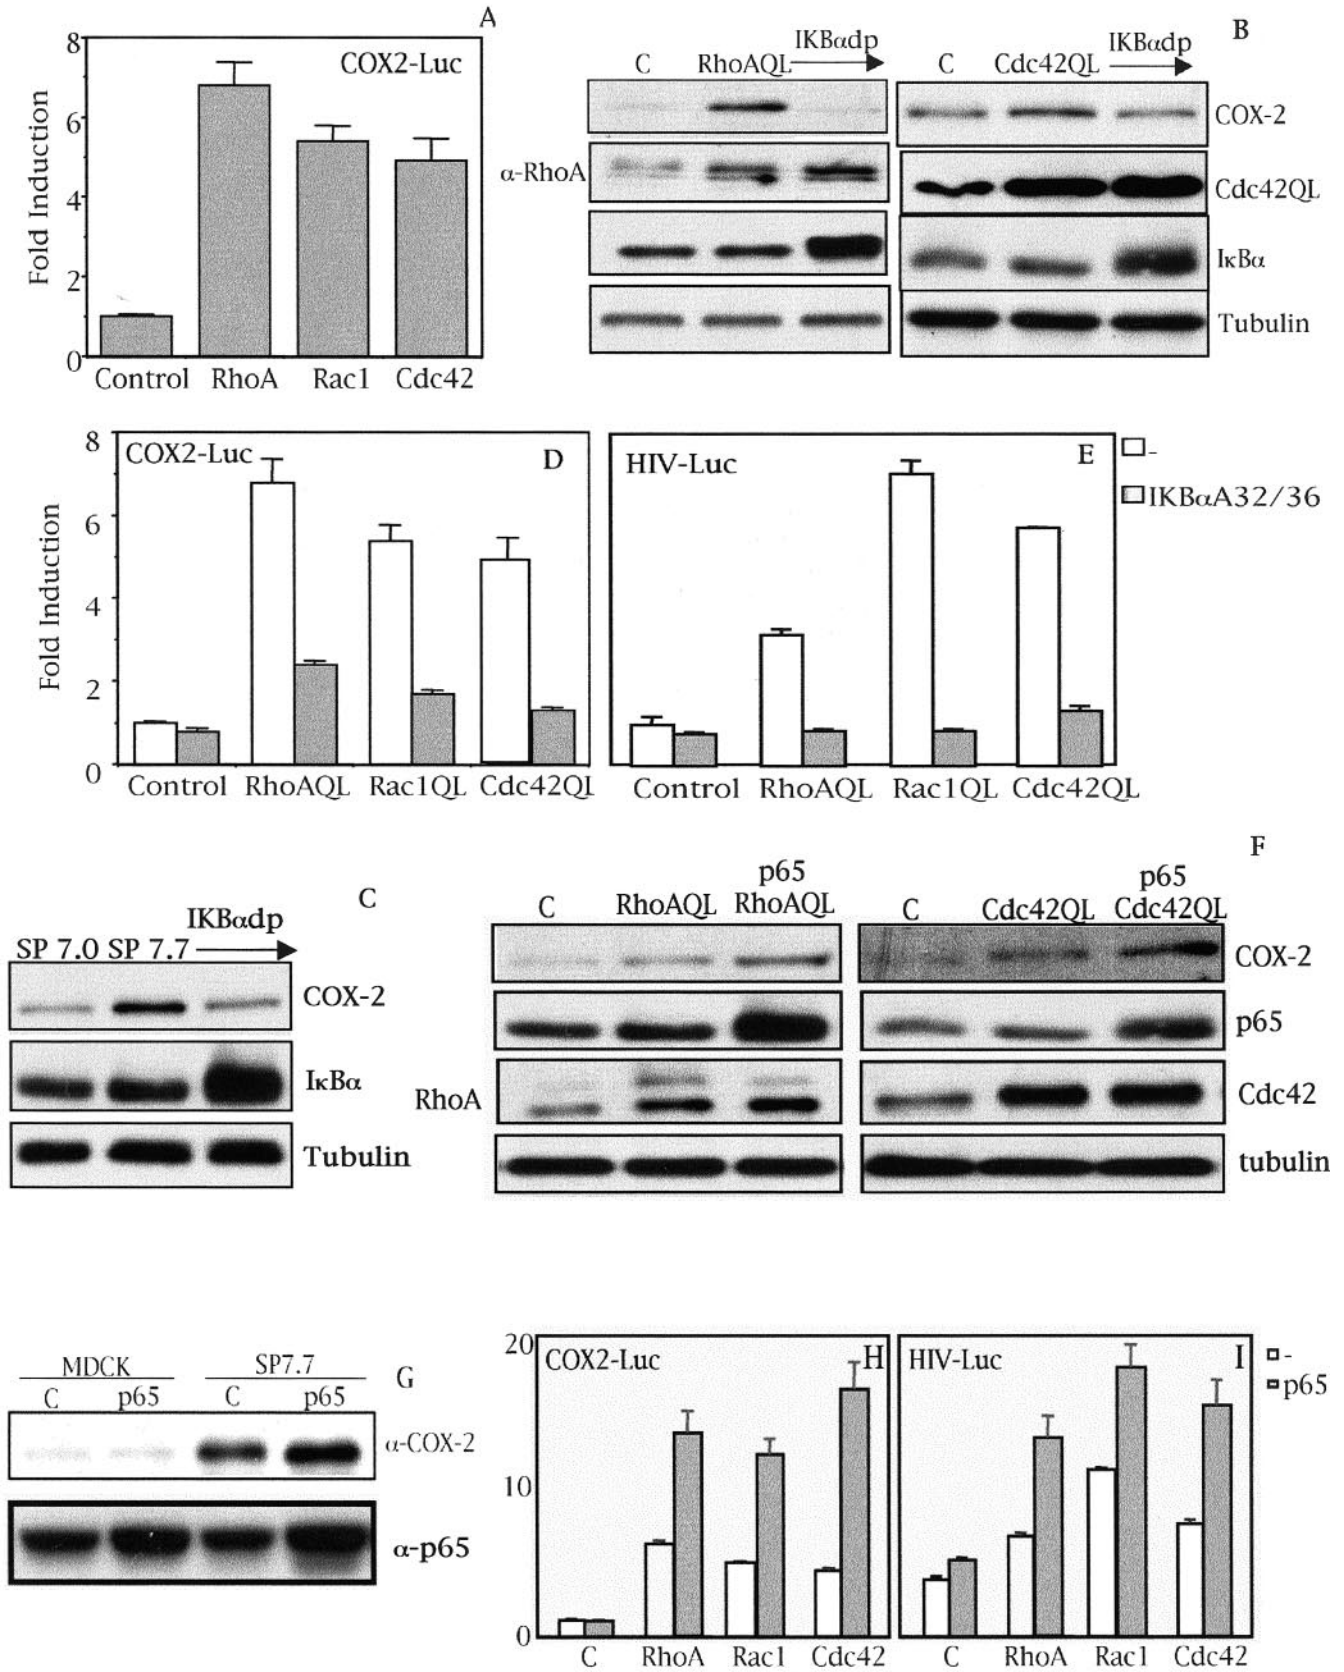 A
8
6
4
2
0
Fold Induction
COX2-Luc
Control RhoA Rac1 Cdc42
B
C RhoAQL IKBαdp
C Cdc42QL IKBαdp
COX-2
α-RhoA
Cdc42QL
IκBα
Tubulin
8
6
4
2
0
Fold Induction
COX2-Luc D
Control RhoAQL Rac1QL Cdc42QL
HIV-Luc E
Control RhoAQL Rac1QL Cdc42QL
-
IKBαA32/36
C
IKBαdp
SP 7.0 SP 7.7
COX-2
IκBα
Tubulin
F
p65
C RhoAQL RhoAQL
p65
C Cdc42QL Cdc42QL
COX-2
p65
RhoA
Cdc42
tubulin
MDCK SP7.7
G
C p65 C p65
α-COX-2
α-p65
20
10
0
COX2-Luc H
C RhoA Rac1 Cdc42
HIV-Luc I
C RhoA Rac1 Cdc42
-
p65